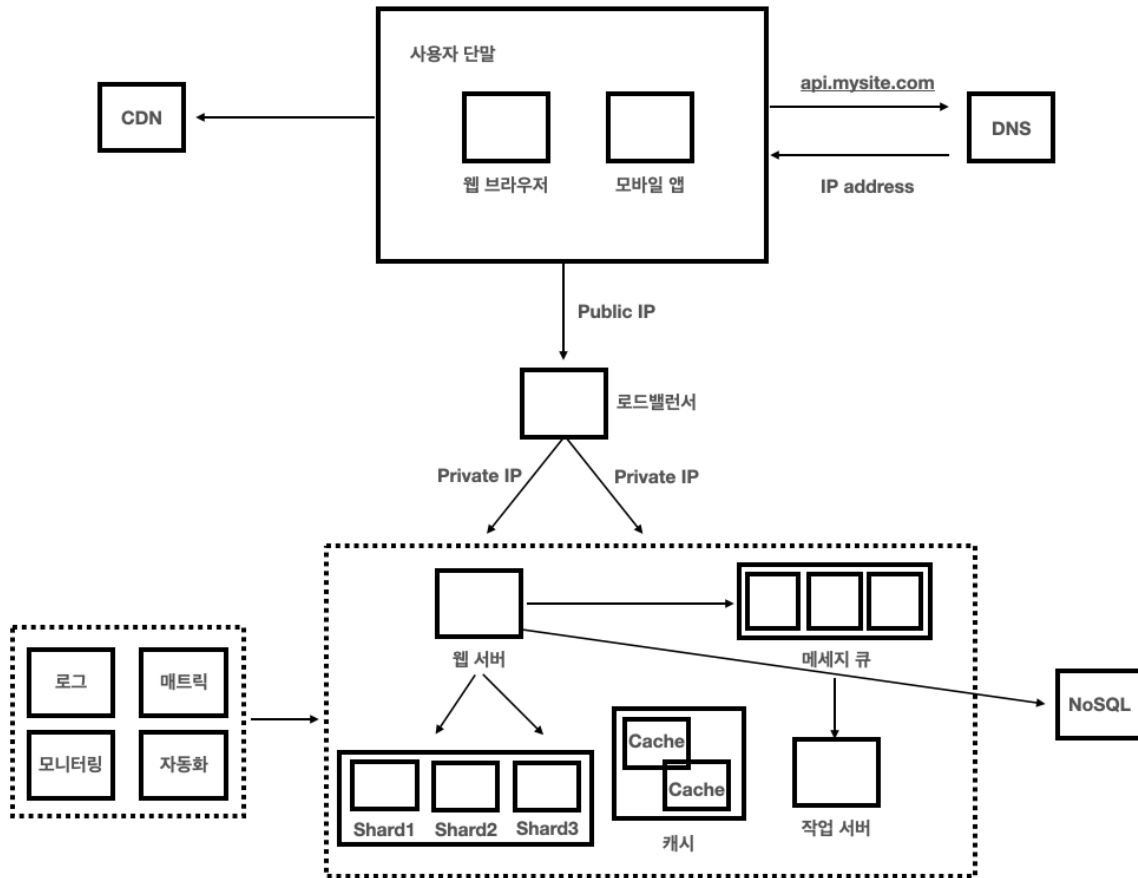 사용자 단말
CDN
api.mysite.com
DNS
웹 브라우저
모바일 앱
IP address
Public IP
로드밸런서
Private IP
Private IP
웹 서버
메세지 큐
로그
매트릭
모니터링
자동화
NoSQL
Cache
Cache
Shard1
Shard2
Shard3
캐시
작업 서버